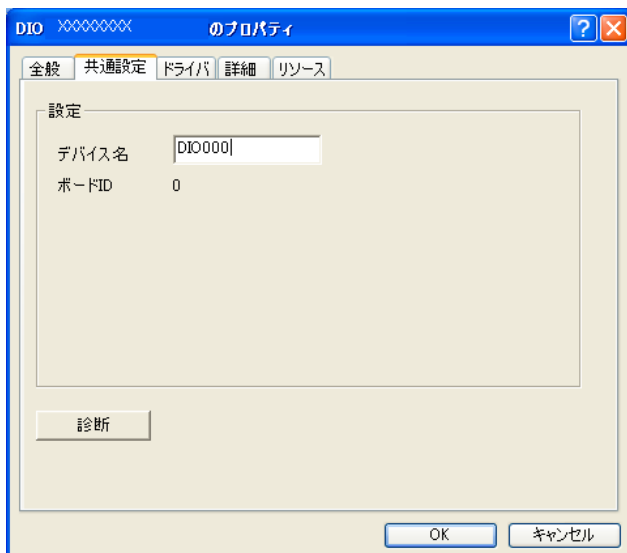 DIO XXXXXXXX のプロパティ
全般 共通設定 ドライバ 詳細 リソース
設定
デバイス名 DIO000
ボードID 0
診断
OK キャンセル